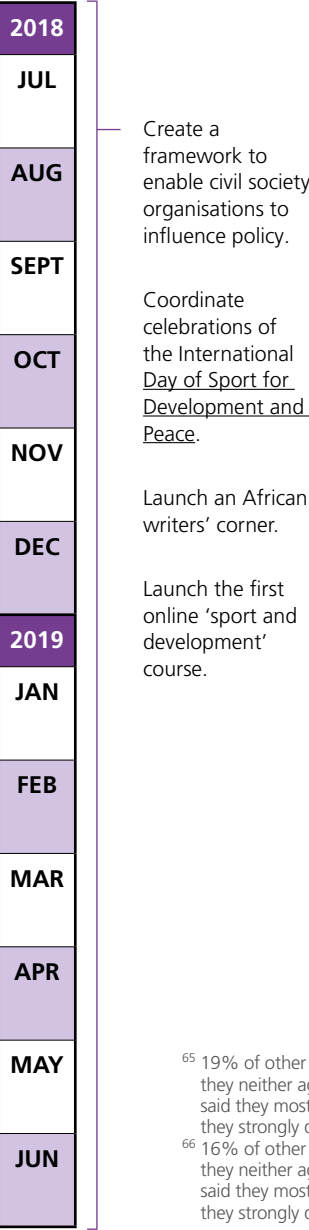 2018
JUL
AUG
SEPT
OCT
NOV
DEC
2019
JAN
FEB
MAR
APR
MAY
JUN
Create a
framework to
enable civil society
organisations to
influence policy.
Coordinate
celebrations of
the International
Day of Sport for
Development and
Peace.
Launch an African
writers’ corner.
Launch the first
online ‘sport and
development’
course.
65 19% of other
they neither
said they most
they strongly
66 16% of other
they neither
said they most
they strongly